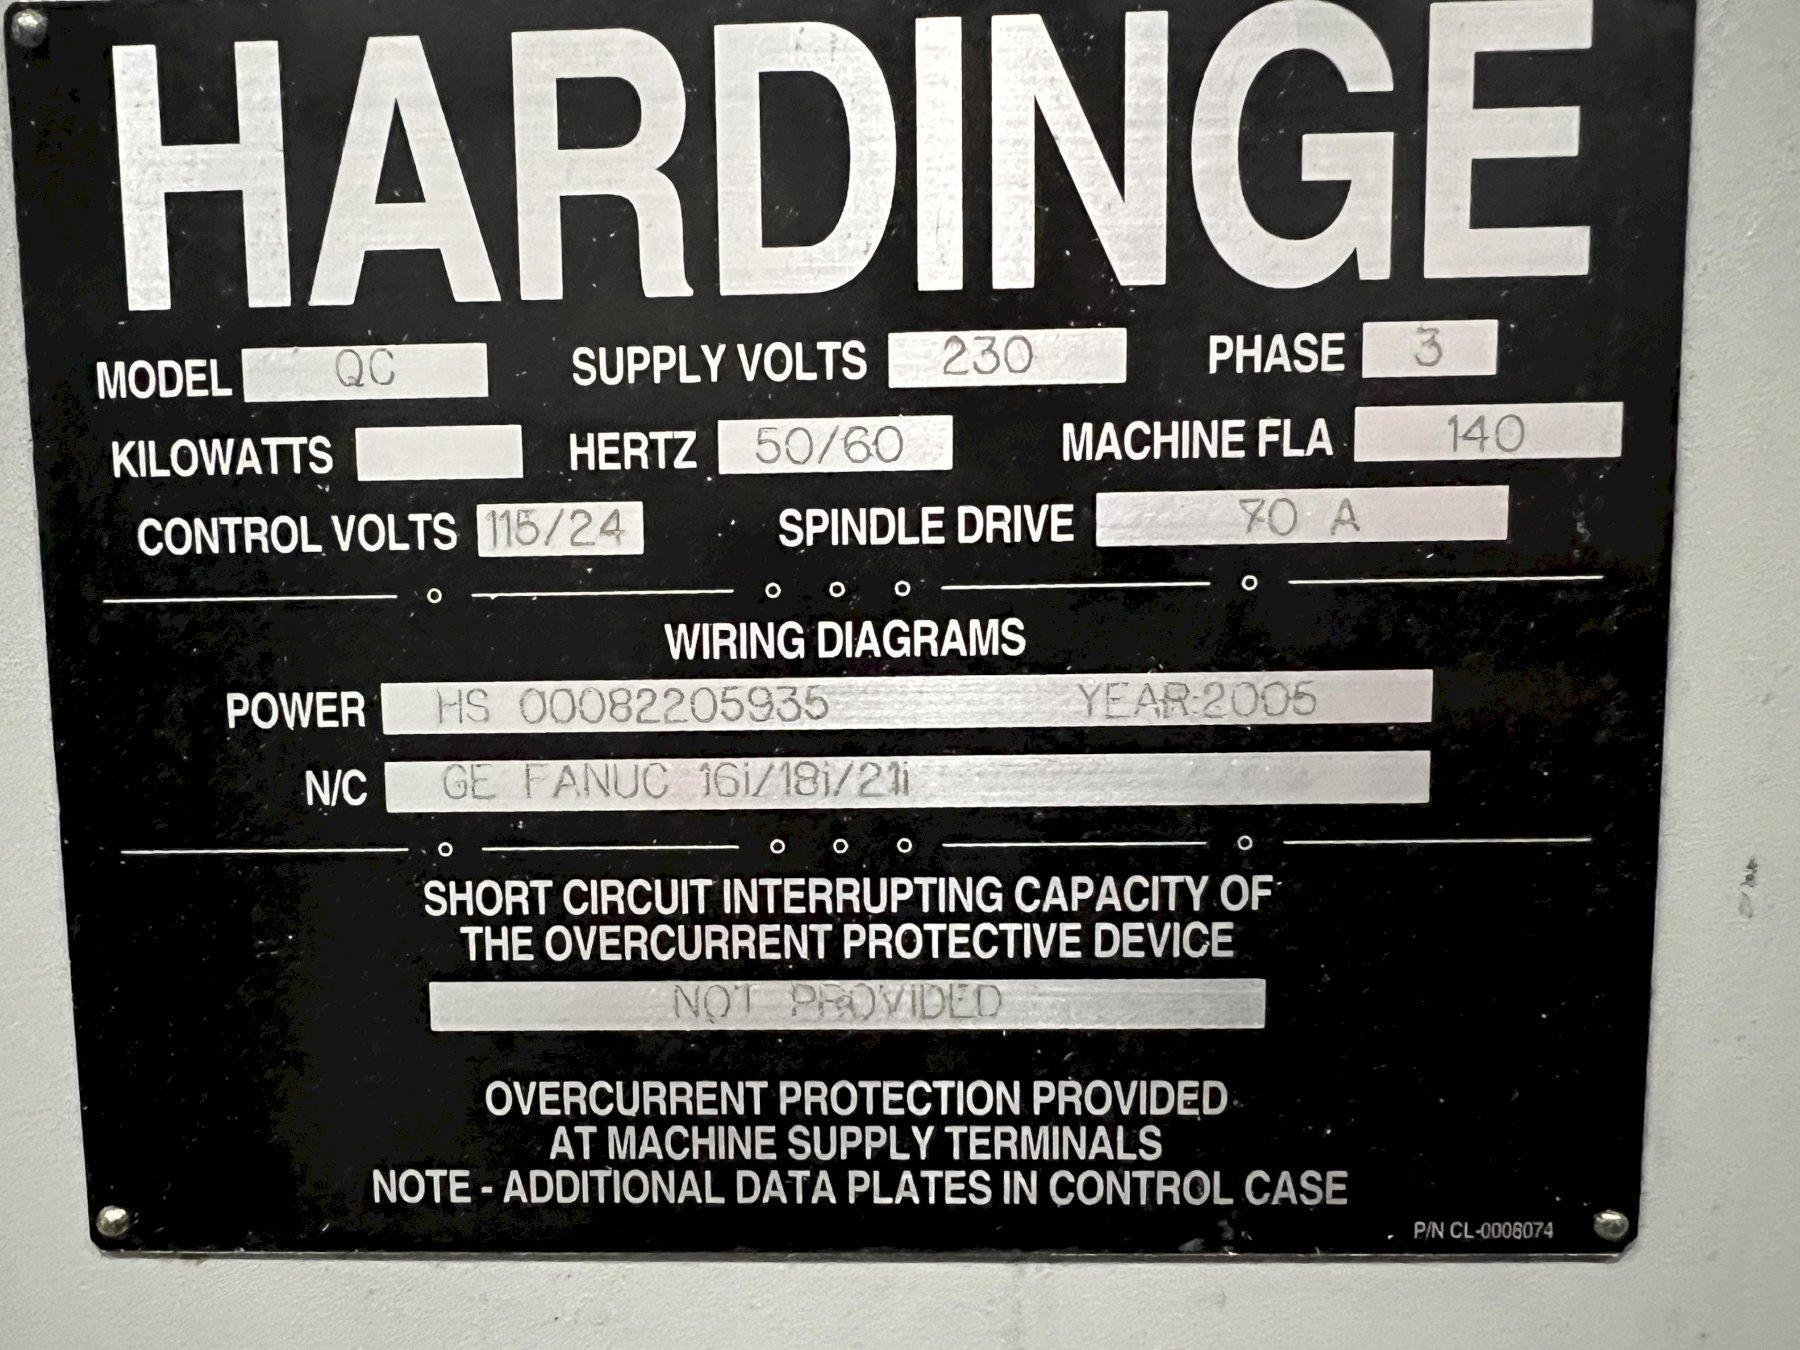 HARDINGE
MODEL QC SUPPLY VOLTS 230 PHASE 3
KILOWATTS HERTZ 50/60 MACHINE FLA 140
CONTROL VOLTS 115/24 SPINDLE DRIVE 70 A
WIRING DIAGRAMS
POWER HS 00082205935 YEAR:2005
N/C GE FANUC 16i/18i/21i
SHORT CIRCUIT INTERRUPTING CAPACITY OF
THE OVERCURRENT PROTECTIVE DEVICE
NOT PROVIDED
OVERCURRENT PROTECTION PROVIDED
AT MACHINE SUPPLY TERMINALS
NOTE - ADDITIONAL DATA PLATES IN CONTROL CASE
P/N CL-0008074